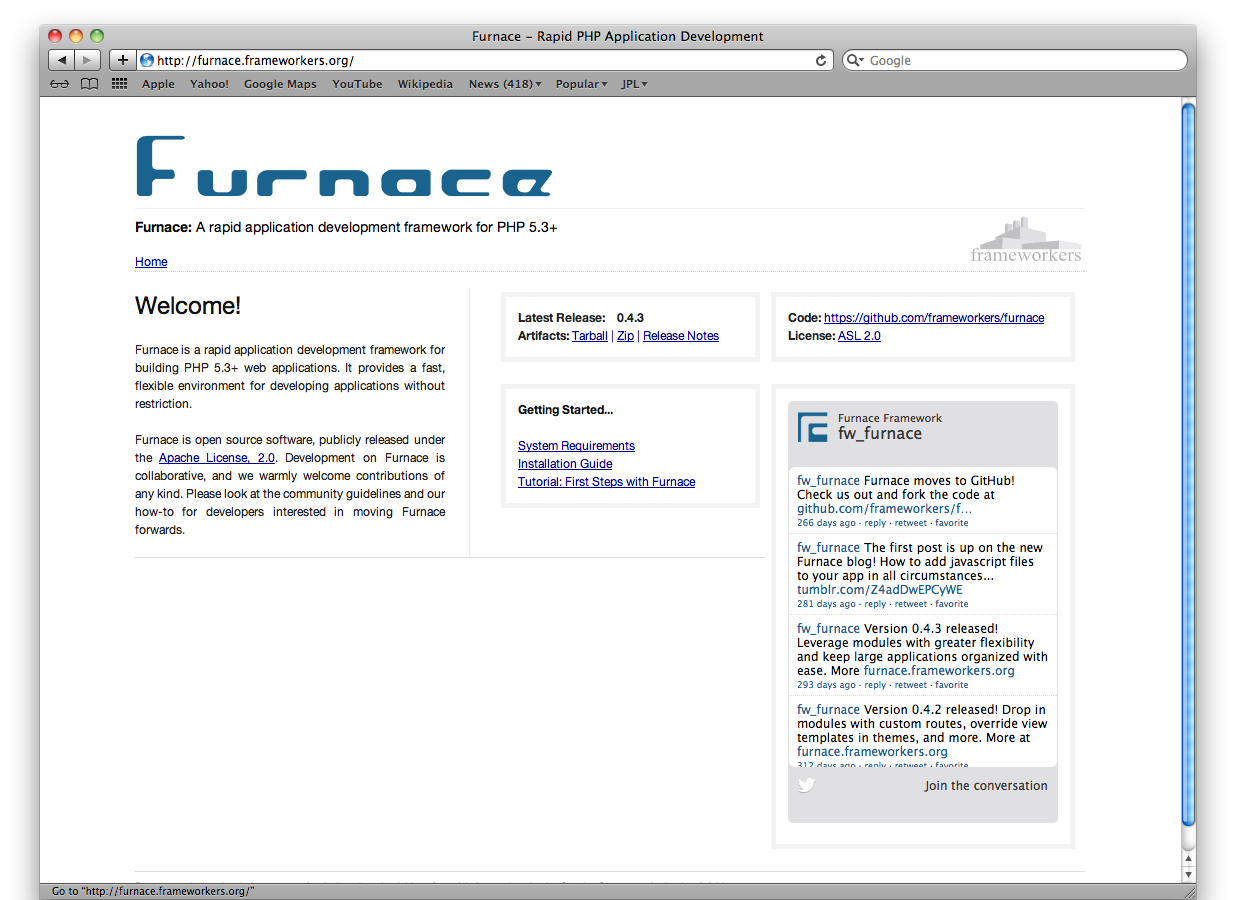 Furnace – Rapid PHP Application Development
http://furnace.frameworkers.org/
Google
Apple Yahoo! Google Maps YouTube Wikipedia News (418) Popular JPL
Furnace
Furnace: A rapid application development framework for PHP 5.3+
frameworkers
Home
Welcome!
Furnace is a rapid application development framework for
building PHP 5.3+ web applications. It provides a fast,
flexible environment for developing applications without
restriction.
Furnace is open source software, publicly released under
the Apache License, 2.0. Development on Furnace is
collaborative, and we warmly welcome contributions of
any kind. Please look at the community guidelines and our
how-to for developers interested in moving Furnace
forwards.
Latest Release: 0.4.3
Artifacts: Tarball | Zip | Release Notes
Getting Started...
System Requirements
Installation Guide
Tutorial: First Steps with Furnace
Code: https://github.com/frameworkers/furnace
License: ASL 2.0
Furnace Framework
fw_furnace
fw_furnace Furnace moves to GitHub!
Check us out and fork the code at
github.com/frameworkers/f…
266 days ago · reply · retweet · favorite
fw_furnace The first post is up on the new
Furnace blog! How to add javascript files
to your app in all circumstances...
tumblr.com/Z4adDwEPCyWE
281 days ago · reply · retweet · favorite
fw_furnace Version 0.4.3 released!
Leverage modules with greater flexibility
and keep large applications organized with
ease. More furnace.frameworkers.org
293 days ago · reply · retweet · favorite
fw_furnace Version 0.4.2 released! Drop in
modules with custom routes, override view
templates in themes, and more. More at
furnace.frameworkers.org
312 days ago · reply · retweet · favorite
Join the conversation
Go to "http://furnace.frameworkers.org/"